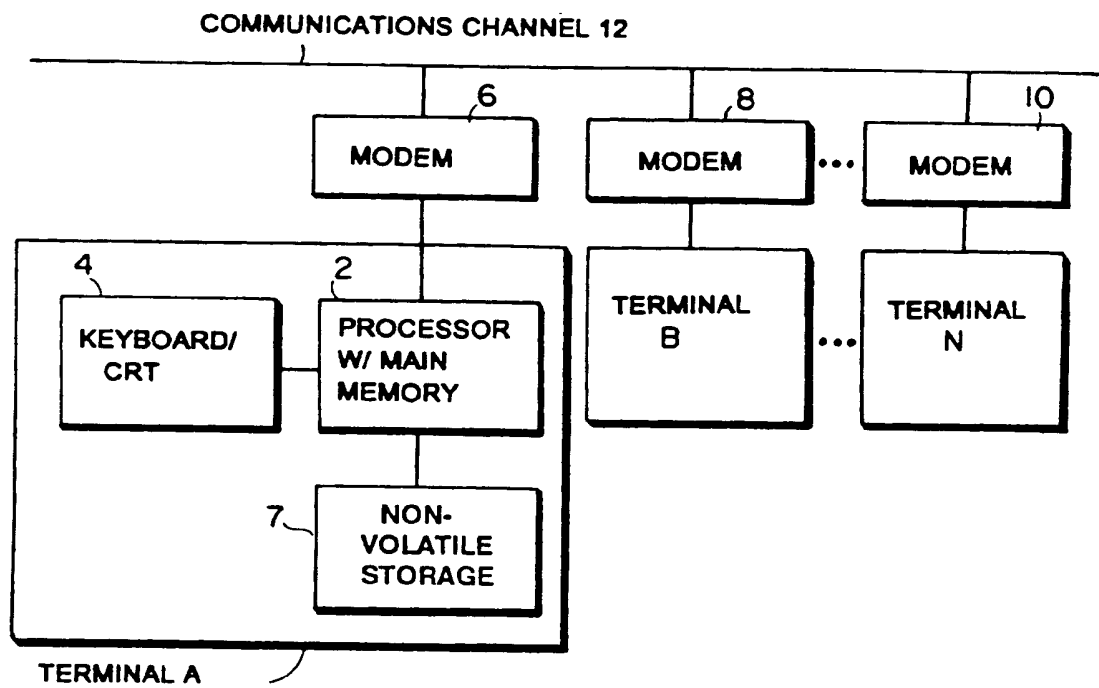 COMMUNICATIONS CHANNEL 12
6
MODEM
8
MODEM
10
MODEM
4
KEYBOARD/
CRT
2
PROCESSOR
W/ MAIN
MEMORY
7
NON-
VOLATILE
STORAGE
TERMINAL A
TERMINAL
B
TERMINAL
N